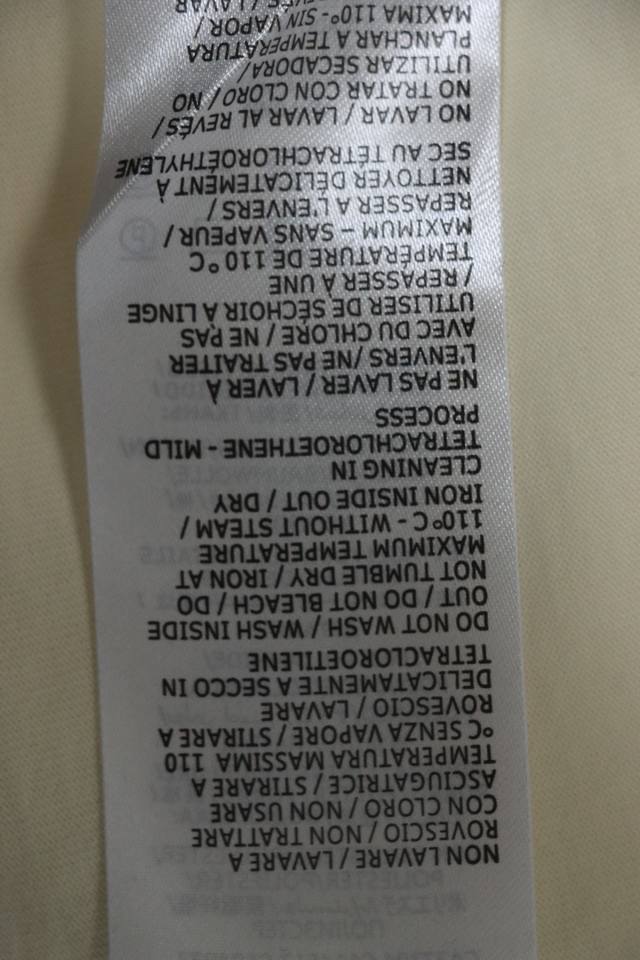 NON LAVARE / LAVARE A
ROVESCIO / NON TRATTARE
CON CLORO / NON USARE
ASCIUGATRICE / STIRARE A
TEMPERATURA MASSIMA 110
°C SENZA VAPORE / STIRARE A
ROVESCIO / LAVARE
DELICATAMENTE A SECCO IN
TETRACLOROETILENE
DO NOT WASH / WASH INSIDE
OUT / DO NOT BLEACH / DO
NOT TUMBLE DRY / IRON AT
MAXIMUM TEMPERATURE
110°C - WITHOUT STEAM /
IRON INSIDE OUT / DRY
CLEANING IN
TETRACHLOROETHENE - MILD
PROCESS
NE PAS LAVER / LAVER À
L'ENVERS /NE PAS TRAITER
AVEC DU CHLORE / NE PAS
UTILISER DE SÉCHOIR À LINGE
/ REPASSER À UNE
TEMPÉRATURE DE 110°C
MAXIMUM – SANS VAPEUR /
REPASSER À L'ENVERS /
NETTOYER DÉLICATEMENT À
SEC AU TÉTRACHLOROÉTHYLÈNE
NO LAVAR / LAVAR AL REVÉS /
NO TRATAR CON CLORO / NO
UTILIZAR SECADORA/
PLANCHAR A TEMPERATURA
MÁXIMA 110°- SIN VAPOR /
REVÉS / LAVAR